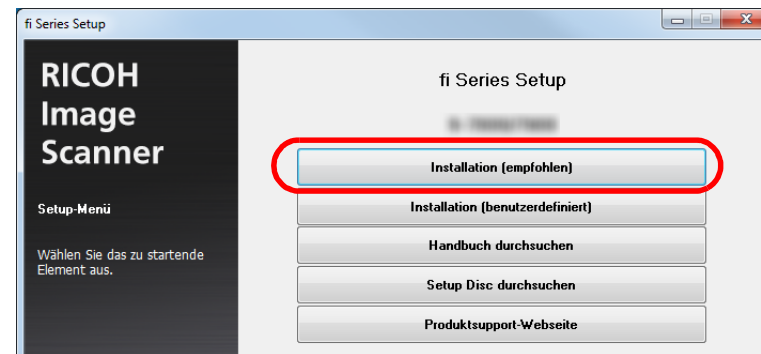 fi Series Setup
RICOH
Image
Scanner
Setup-Menü
Wählen Sie das zu startende
Element aus.
fi Series Setup
Installation (empfohlen)
Installation (benutzerdefiniert)
Handbuch durchsuchen
Setup Disc durchsuchen
Produktsupport-Webseite